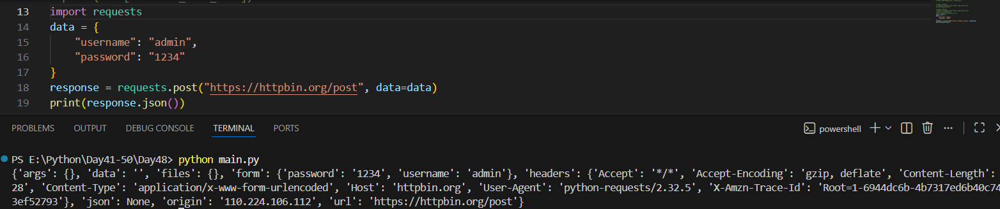 13 import requests
14 data = {
15 "username": "admin",
16 "password": "1234"
17 }
18 response = requests.post("https://httpbin.org/post", data=data)
19 print(response.json())
PROBLEMS OUTPUT DEBUG CONSOLE TERMINAL PORTS powershell
PS E:\Python\Day41-50\Day48> python main.py
{'args': {}, 'data': '', 'files': {}, 'form': {'password': '1234', 'username': 'admin'}, 'headers': {'Accept': '*/*', 'Accept-Encoding': 'gzip, deflate', 'Content-Length': 
28', 'Content-Type': 'application/x-www-form-urlencoded', 'Host': 'httpbin.org', 'User-Agent': 'python-requests/2.32.5', 'X-Amzn-Trace-Id': 'Root=1-6944dc6b-4b7317ed6b40c74
3ef52793'}, 'json': None, 'origin': '110.224.106.112', 'url': 'https://httpbin.org/post'}